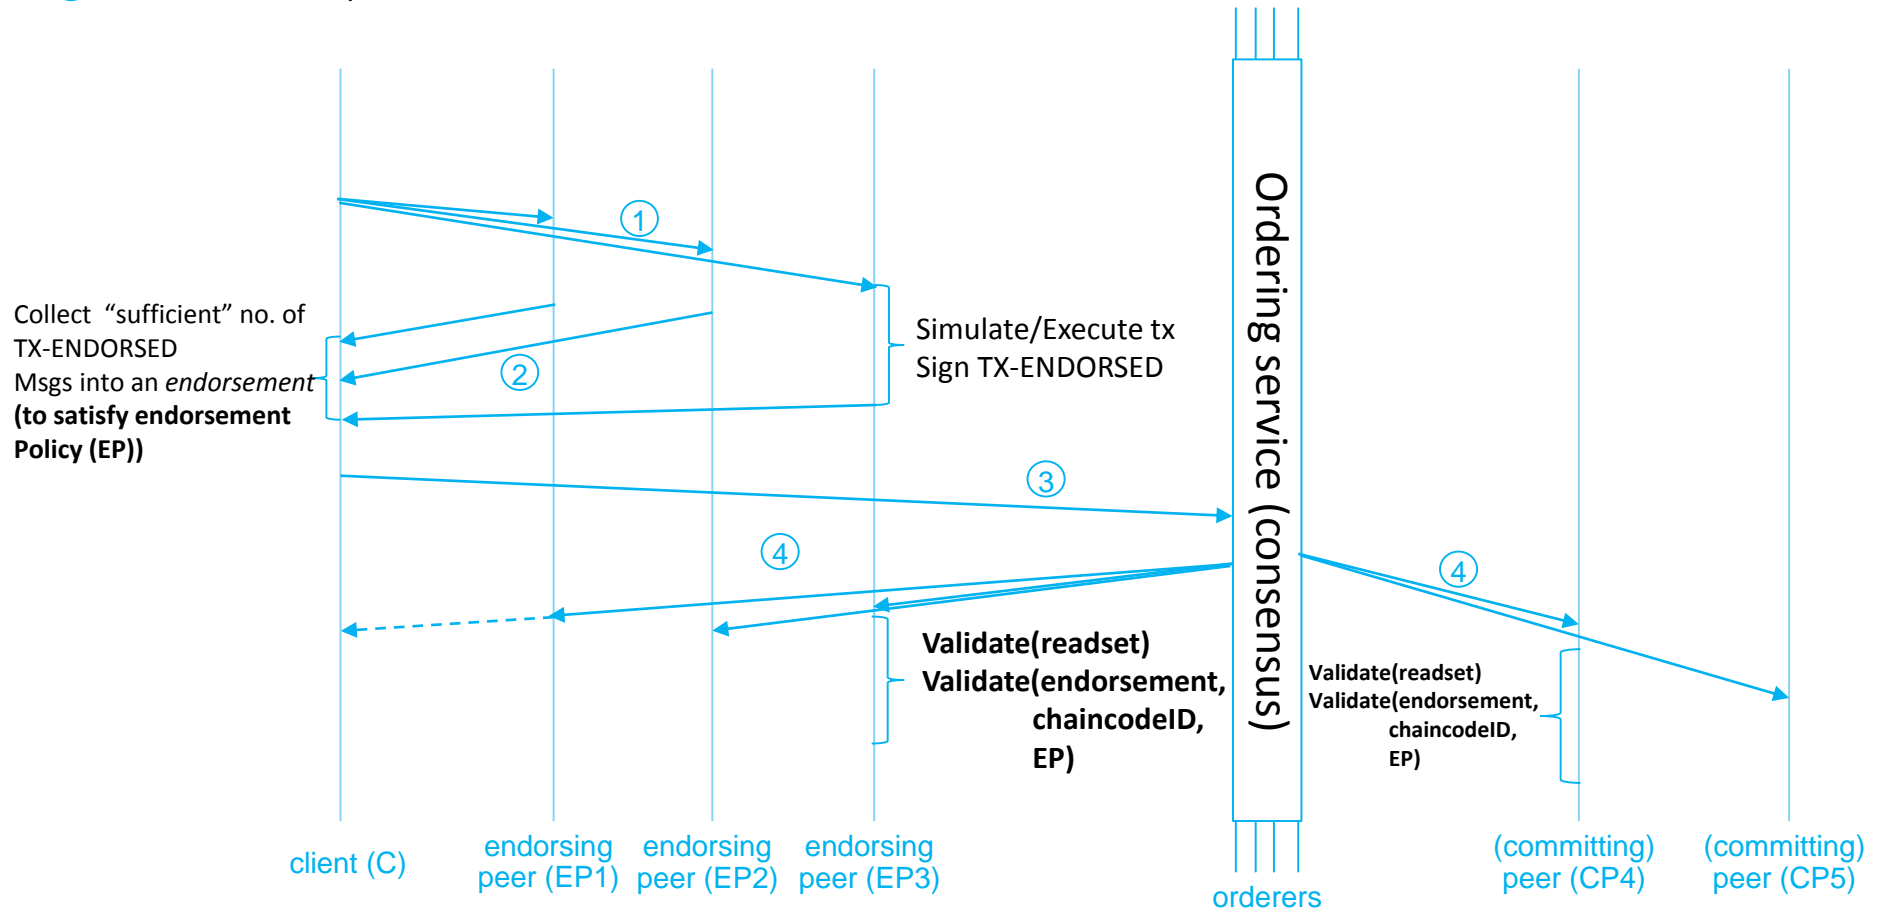 1
Collect “sufficient” no. of
TX-ENDORSED
Msgs into an endorsement
(to satisfy endorsement
Policy (EP))
2
Simulate/Execute tx
Sign TX-ENDORSED
3
4
Validate(readset)
Validate(endorsement,
chaincodeID,
EP)
Ordering service (consensus)
4
Validate(readset)
Validate(endorsement,
chaincodeID,
EP)
client (C)
endorsing
peer (EP1)
endorsing
peer (EP2)
endorsing
peer (EP3)
orderers
(committing)
peer (CP4)
(committing)
peer (CP5)